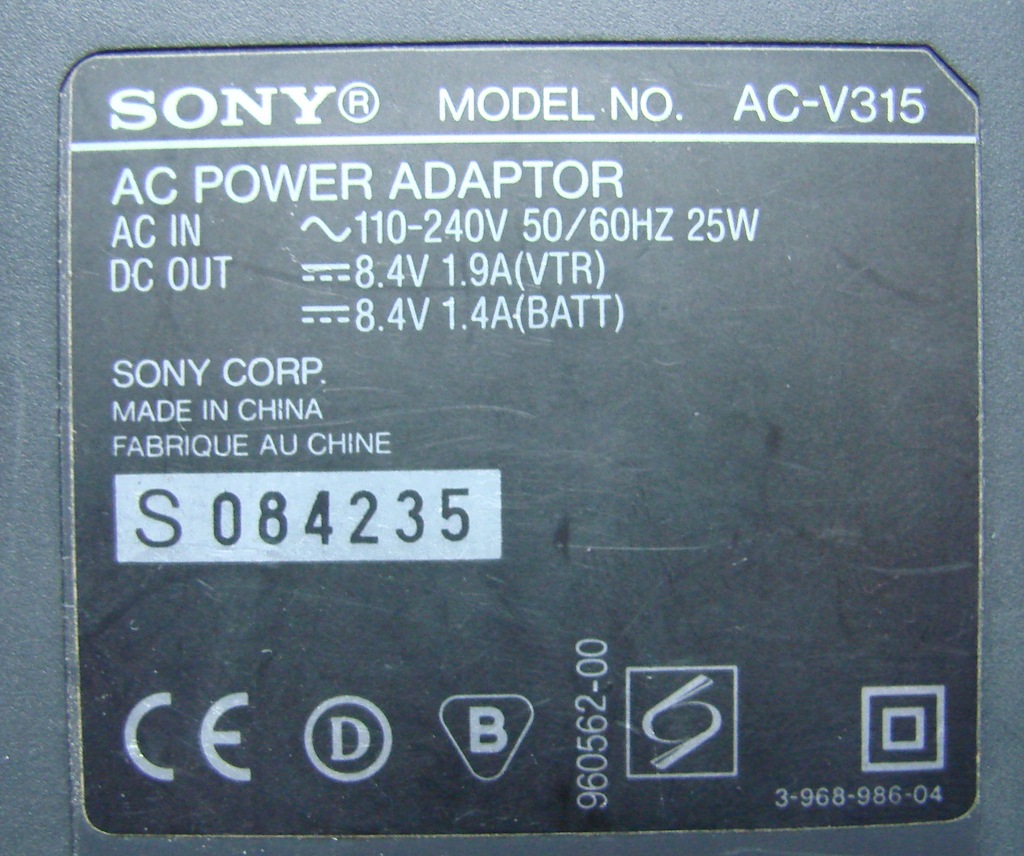 SONY® MODEL NO. AC-V315
AC POWER ADAPTOR
AC IN ~110-240V 50/60HZ 25W
DC OUT ⎓8.4V 1.9A(VTR)
⎓8.4V 1.4A(BATT)
SONY CORP.
MADE IN CHINA
FABRIQUE AU CHINE
S 084235
CE D B
960562-00
3-968-986-04